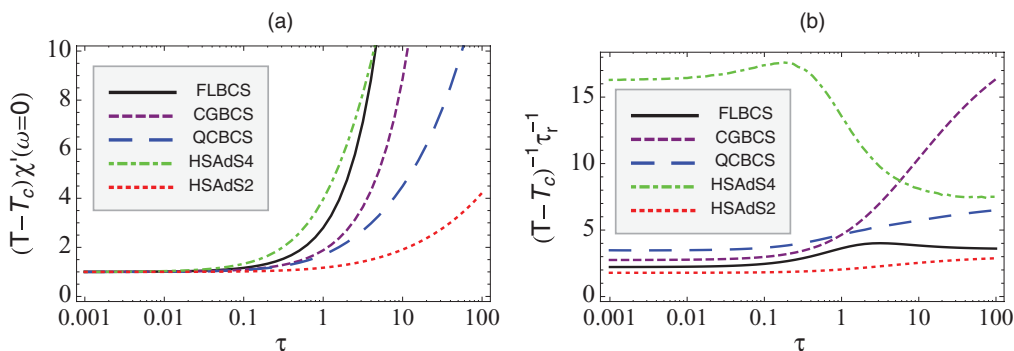 (a)
(T−T_c)χ'(ω=0)
10
8
6
4
2
0
FLBCS
CGBCS
QCBCS
HSAdS4
HSAdS2
0.001
0.01
0.1
1
10
100
τ
(b)
(T−T_c)⁻¹τ_r⁻¹
15
10
5
0
FLBCS
CGBCS
QCBCS
HSAdS4
HSAdS2
0.001
0.01
0.1
1
10
100
τ